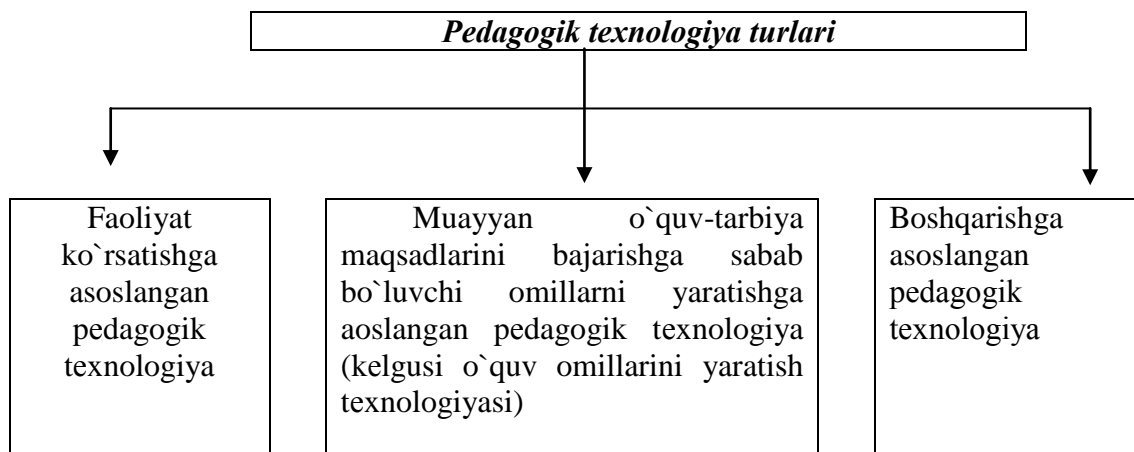 Pedagogik texnologiya turlari
Faoliyat
ko`rsatishga
asoslangan
pedagogik
texnologiya
Muayyan o`quv-tarbiya
maqsadlarini bajarishga sabab
bo`luvchi omillarni yaratishga
aoslangan pedagogik texnologiya
(kelgusi o`quv omillarini yaratish
texnologiyasi)
Boshqarishga
asoslangan
pedagogik
texnologiya